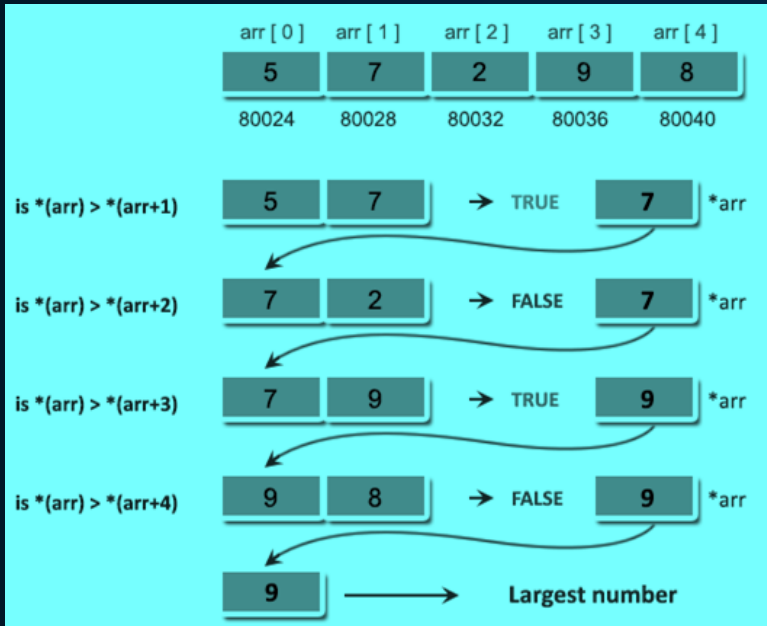 arr [ 0 ] arr [ 1 ] arr [ 2 ] arr [ 3 ] arr [ 4 ]
5 7 2 9 8
80024 80028 80032 80036 80040
is *(arr) > *(arr+1) 5 7 → TRUE 7 *arr
is *(arr) > *(arr+2) 7 2 → FALSE 7 *arr
is *(arr) > *(arr+3) 7 9 → TRUE 9 *arr
is *(arr) > *(arr+4) 9 8 → FALSE 9 *arr
9 → Largest number